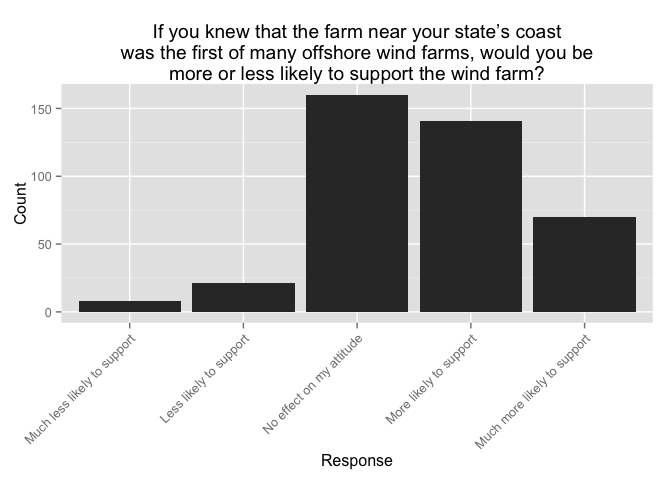 If you knew that the farm near your state’s coast
was the first of many offshore wind farms, would you be
more or less likely to support the wind farm?
150
100
50
0
Count
Much less likely to support
Less likely to support
No effect on my attitude
More likely to support
Much more likely to support
Response